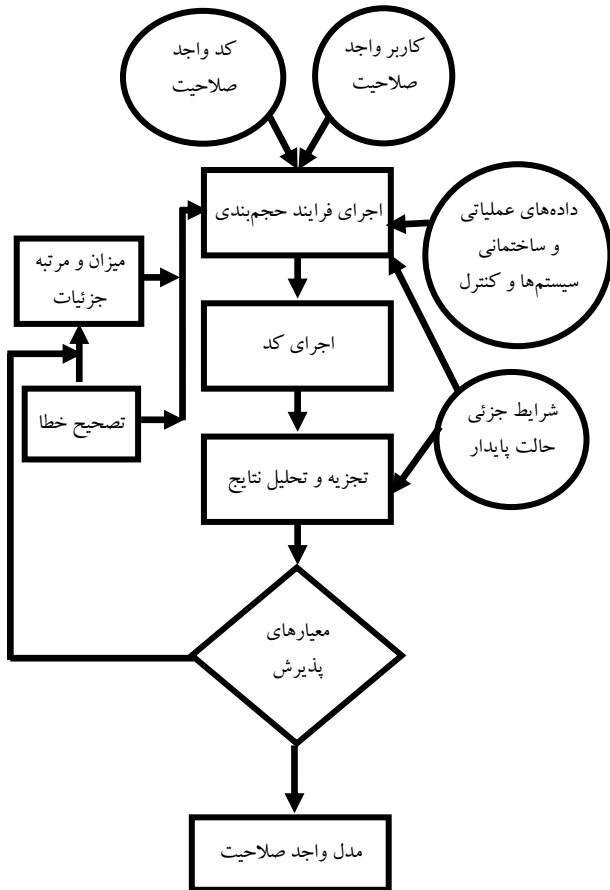 کاربر واجد
صلاحیت
کد واجد
صلاحیت
اجرای فرایند حجم‌بندی
داده‌های عملیاتی
و ساختمانی
سیستم‌ها و کنترل
میزان و مرتبه
جزئیات
اجرای کد
تصحیح خطا
شرایط جزئی
حالت پایدار
تجزیه و تحلیل نتایج
معیارهای
پذیرش
مدل واجد صلاحیت